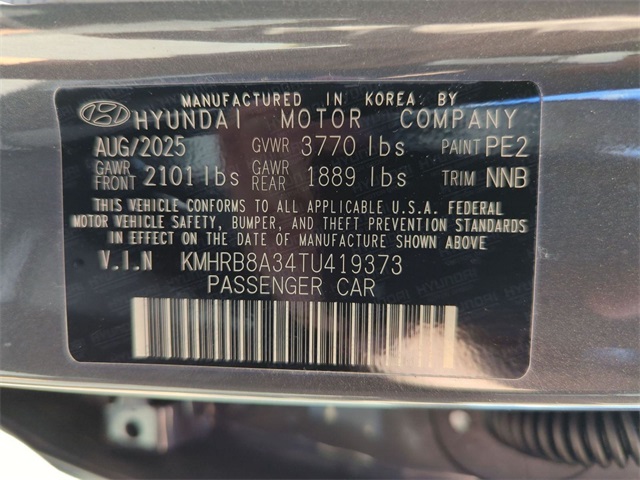 MANUFACTURED IN KOREA BY
HYUNDAI MOTOR COMPANY
AUG/2025 GVWR 3770 lbs PAINT PE2
GAWR FRONT 2101 lbs GAWR REAR 1889 lbs TRIM NNB
THIS VEHICLE CONFORMS TO ALL APPLICABLE U.S.A. FEDERAL
MOTOR VEHICLE SAFETY, BUMPER, AND THEFT PREVENTION STANDARDS
IN EFFECT ON THE DATE OF MANUFACTURE SHOWN ABOVE
V.I.N KMHRB8A34TU419373
PASSENGER CAR